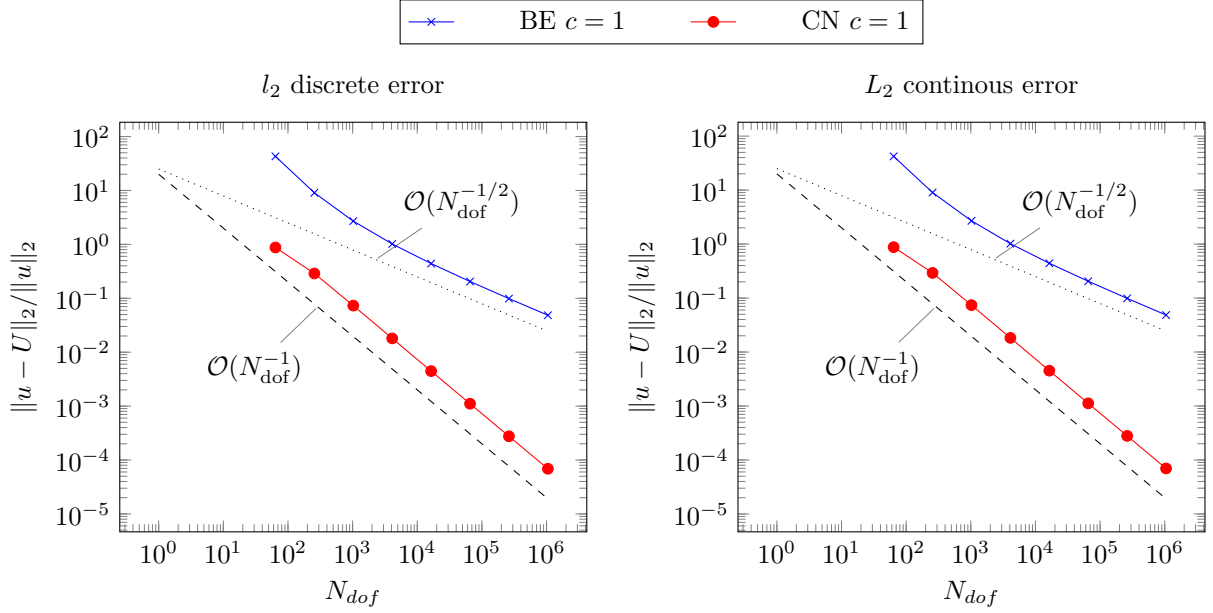 BE c = 1 CN c = 1
l₂ discrete error
10² 10¹ 10⁰ 10⁻¹ 10⁻² 10⁻³ 10⁻⁴ 10⁻⁵
‖u − U‖₂/‖u‖₂
𝒪(N_dof^{-1/2})
𝒪(N_dof^{-1})
10⁰ 10¹ 10² 10³ 10⁴ 10⁵ 10⁶
N_dof
L₂ continous error
10² 10¹ 10⁰ 10⁻¹ 10⁻² 10⁻³ 10⁻⁴ 10⁻⁵
‖u − U‖₂/‖u‖₂
𝒪(N_dof^{-1/2})
𝒪(N_dof^{-1})
10⁰ 10¹ 10² 10³ 10⁴ 10⁵ 10⁶
N_dof